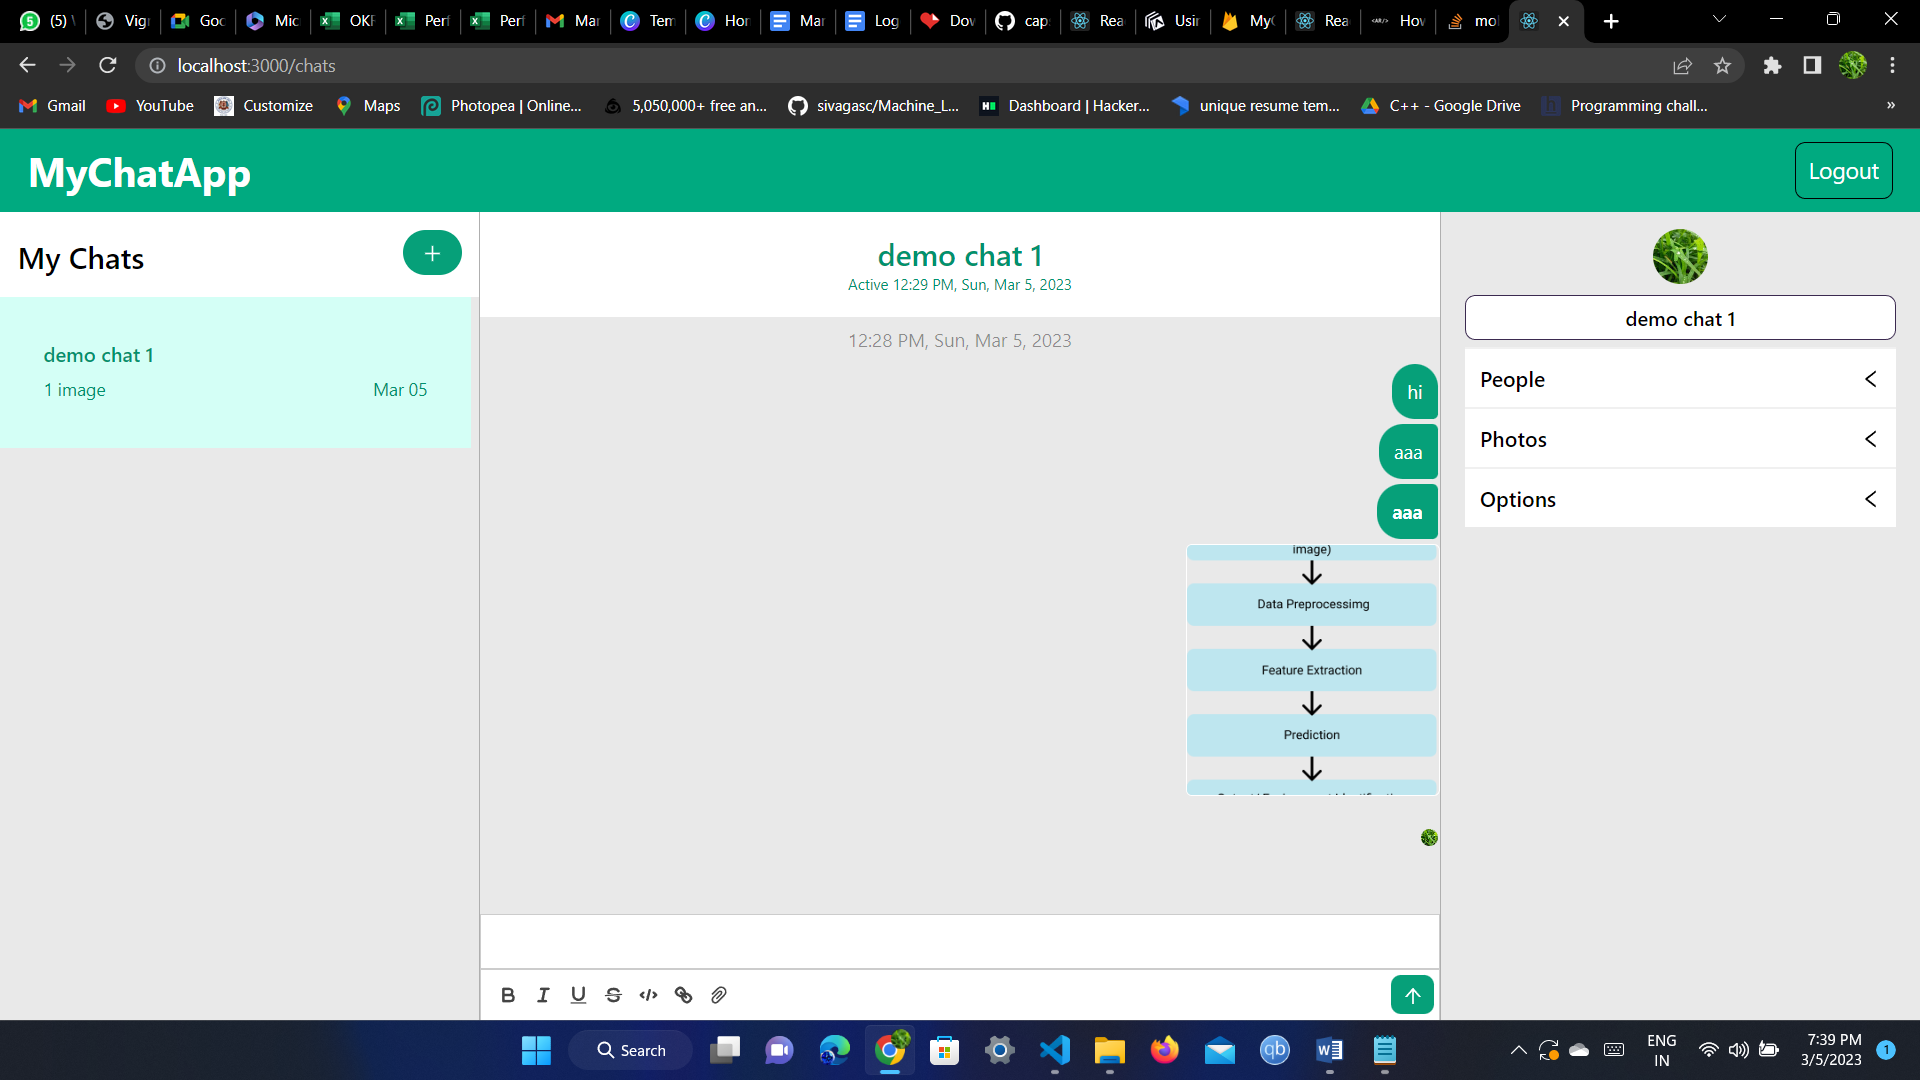 (5) Vigr Goc Mic OKF Perf Perf Mar Tem Hor Mar Log Dov cap Rea Usir MyC Rea Hov mo
localhost:3000/chats
Gmail YouTube Customize Maps Photopea | Online... 5,050,000+ free an... sivagasc/Machine_L... Dashboard | Hacker... unique resume tem... C++ - Google Drive Programming chall... »
MyChatApp Logout
My Chats +
demo chat 1
1 image Mar 05
demo chat 1
Active 12:29 PM, Sun, Mar 5, 2023
12:28 PM, Sun, Mar 5, 2023
hi
aaa
aaa
image)
Data Preprocessimg
Feature Extraction
Prediction
demo chat 1
People
Photos
Options
B I U S </>
Search
ENG
IN
7:39 PM
3/5/2023
1